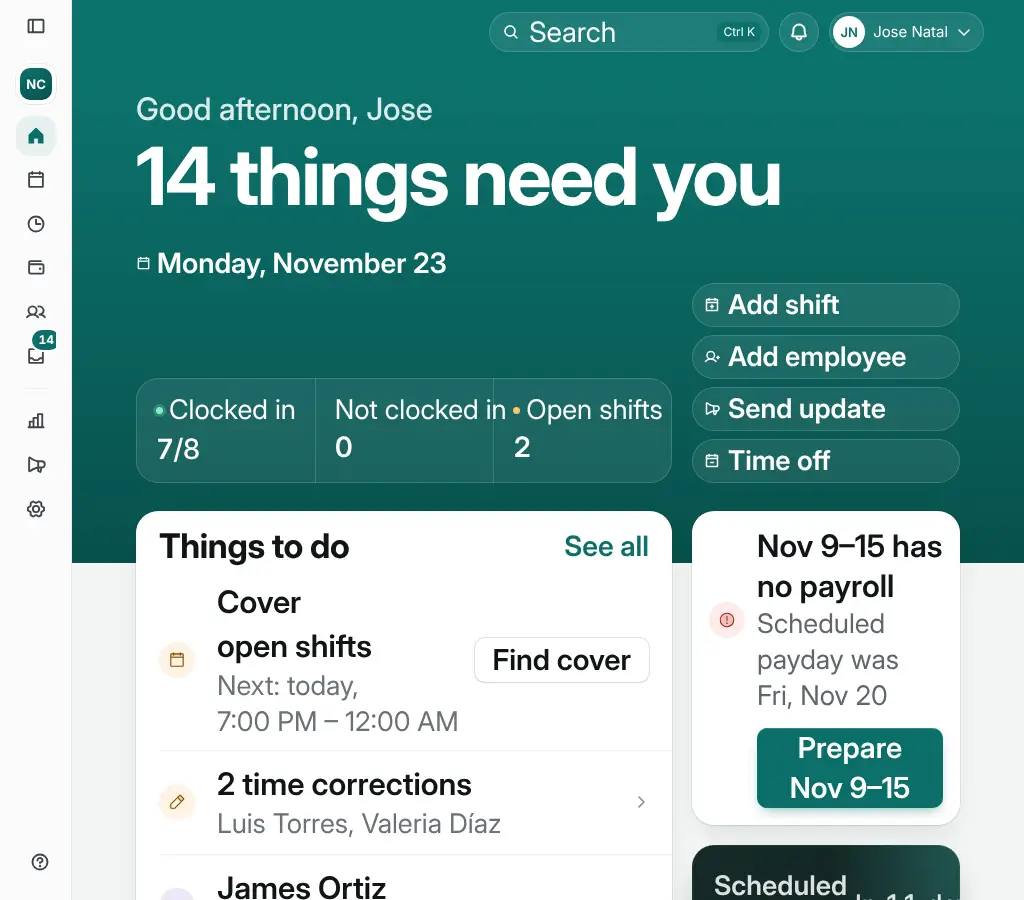 Search
Ctrl K
JN
Jose Natal
NC
Good afternoon, Jose
14 things need you
Monday, November 23
14
Add shift
Add employee
Send update
Time off
Clocked in
7/8
Not clocked in
0
Open shifts
2
Things to do
See all
Cover
open shifts
Next: today,
7:00 PM – 12:00 AM
Find cover
2 time corrections
Luis Torres, Valeria Díaz
James Ortiz
Nov 9–15 has
no payroll
Scheduled
payday was
Fri, Nov 20
Prepare
Nov 9–15
Scheduled